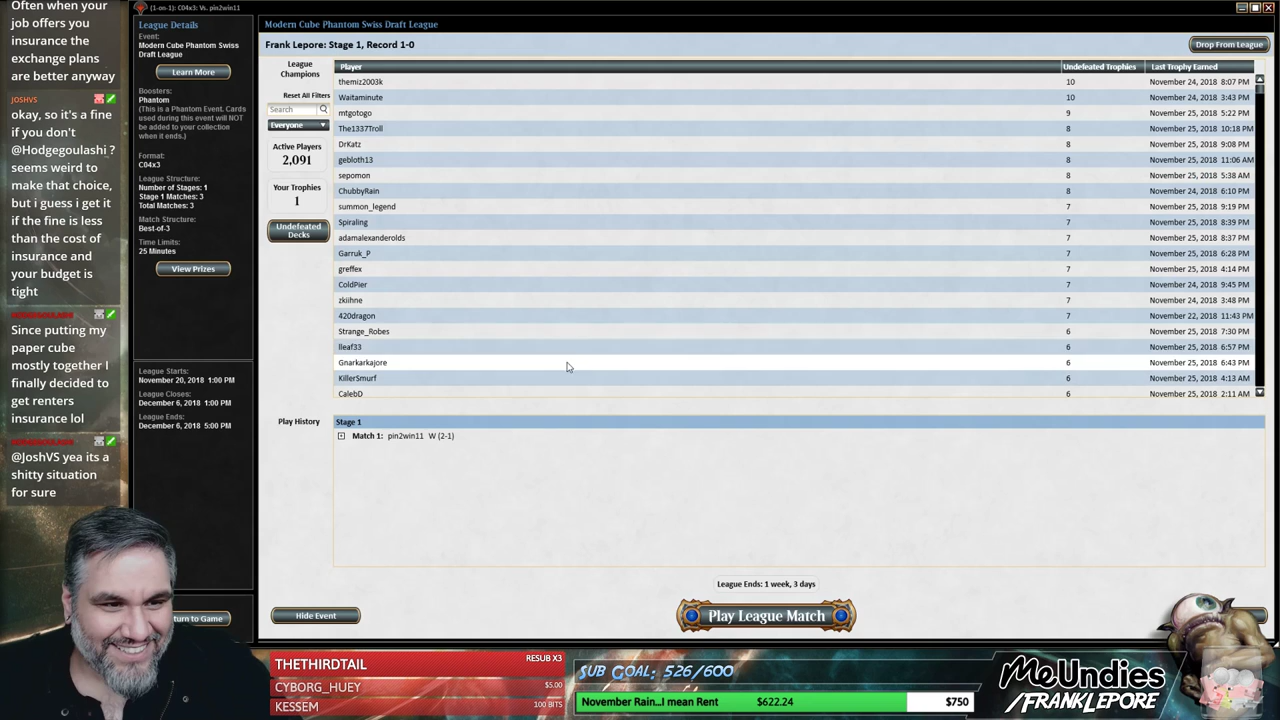 Often when your
job offers you
insurance the
exchange plans
are better anyway
JOSHVS
okay, so it's a fine
if you don't
@Hodgegoulashi ?
seems weird to
make that choice,
but i guess i get it
if the fine is less
than the cost of
insurance and
your budget is
tight
Since putting my
paper cube
mostly together I
finally decided to
get renters
insurance lol
@JoshVS yea its a
shitty situation
for sure
(1-on-1): C04x3: Vs. pin2win11
League Details
Event:
Modern Cube Phantom Swiss
Draft League
Learn More
Boosters:
Phantom
(This is a Phantom Event. Cards
used during this event will NOT
be added to your collection
when it ends.)
Format:
C04x3
League Structure:
Number of Stages: 1
Stage 1 Matches: 3
Total Matches: 3
Match Structure:
Best-of-3
Time Limits:
25 Minutes
View Prizes
League Starts:
November 20, 2018 1:00 PM
League Closes:
December 6, 2018 1:00 PM
League Ends:
December 6, 2018 5:00 PM
turn to Game
Modern Cube Phantom Swiss Draft League
Frank Lepore: Stage 1, Record 1-0
Drop From League
League
Champions
Reset All Filters
Search
Everyone
Active Players
2,091
Your Trophies
1
Undefeated
Decks
Player Undefeated Trophies Last Trophy Earned
themiz2003k 10 November 24, 2018 8:07 PM
Waitaminute 10 November 24, 2018 3:43 PM
mtgotogo 9 November 25, 2018 5:22 PM
The1337Troll 8 November 25, 2018 10:18 PM
DrKatz 8 November 25, 2018 9:08 PM
gebloth13 8 November 25, 2018 11:06 AM
sepomon 8 November 25, 2018 5:38 AM
ChubbyRain 8 November 24, 2018 6:10 PM
summon_legend 7 November 25, 2018 9:19 PM
Spiraling 7 November 25, 2018 8:39 PM
adamalexanderolds 7 November 25, 2018 8:37 PM
Garruk_P 7 November 25, 2018 6:28 PM
greffex 7 November 25, 2018 4:14 PM
ColdPier 7 November 24, 2018 9:45 PM
zkiihne 7 November 24, 2018 3:48 PM
420dragon 7 November 22, 2018 11:43 PM
Strange_Robes 6 November 25, 2018 7:30 PM
lleaf33 6 November 25, 2018 6:57 PM
Gnarkarkajore 6 November 25, 2018 6:43 PM
KillerSmurf 6 November 25, 2018 4:13 AM
CalebD 6 November 25, 2018 2:11 AM
Play History
Stage 1
Match 1: pin2win11 W (2-1)
League Ends: 1 week, 3 days
Hide Event
Play League Match
THETHIRDTAIL RESUB X3
CYBORG_HUEY $5.00
KESSEM 100 BITS
SUB GOAL: 526/600
November Rain...I mean Rent $622.24 $750
MeUndies
/FRANKLEPORE